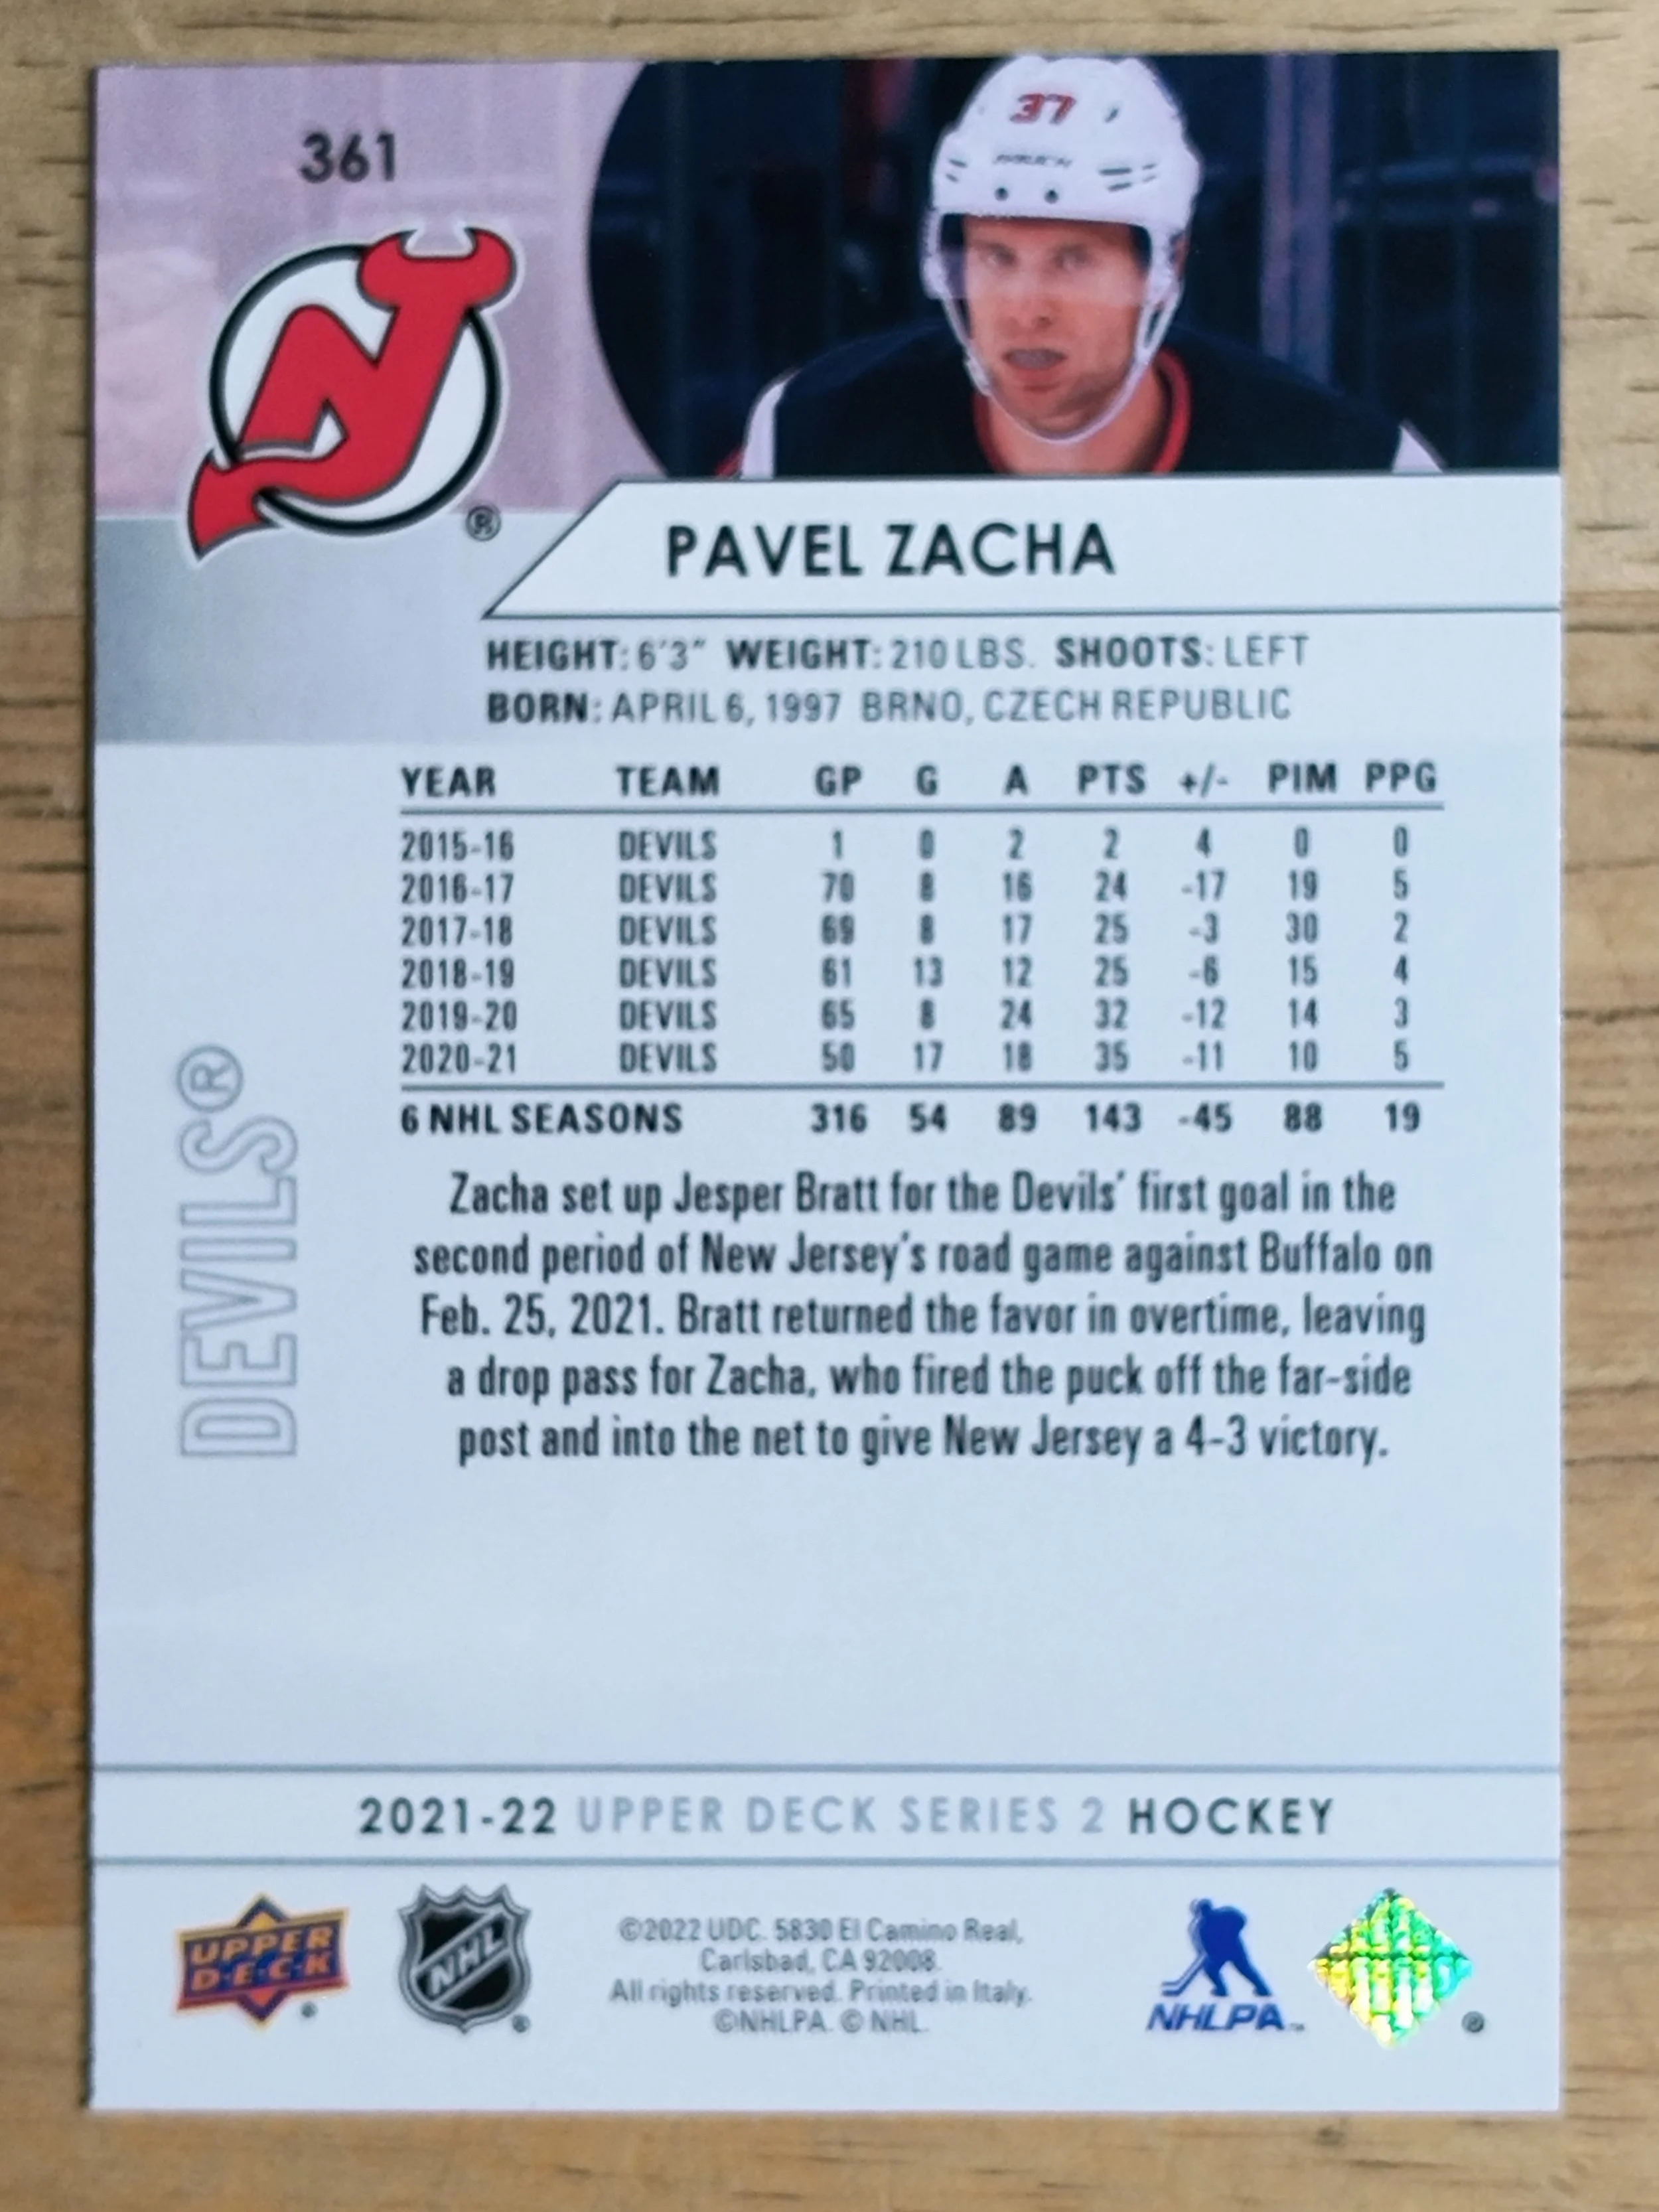 361
37
BAUER
NJ
®
PAVEL ZACHA
HEIGHT: 6'3" WEIGHT: 210 LBS. SHOOTS: LEFT
BORN: APRIL 6, 1997 BRNO, CZECH REPUBLIC
YEAR TEAM GP G A PTS +/- PIM PPG
2015-16 DEVILS 1 0 2 2 4 0 0
2016-17 DEVILS 70 8 16 24 -17 19 5
2017-18 DEVILS 69 8 17 25 -3 30 2
2018-19 DEVILS 61 13 12 25 -6 15 4
2019-20 DEVILS 65 8 24 32 -12 14 3
2020-21 DEVILS 50 17 18 35 -11 10 5
6 NHL SEASONS 316 54 89 143 -45 88 19
DEVILS®
Zacha set up Jesper Bratt for the Devils' first goal in the
second period of New Jersey's road game against Buffalo on
Feb. 25, 2021. Bratt returned the favor in overtime, leaving
a drop pass for Zacha, who fired the puck off the far-side
post and into the net to give New Jersey a 4-3 victory.
2021-22 UPPER DECK SERIES 2 HOCKEY
UPPER
D·E·C·K
®
NHL
®
©2022 UDC. 5830 El Camino Real,
Carlsbad, CA 92008.
All rights reserved. Printed in Italy.
©NHLPA. © NHL.
NHLPA™
®